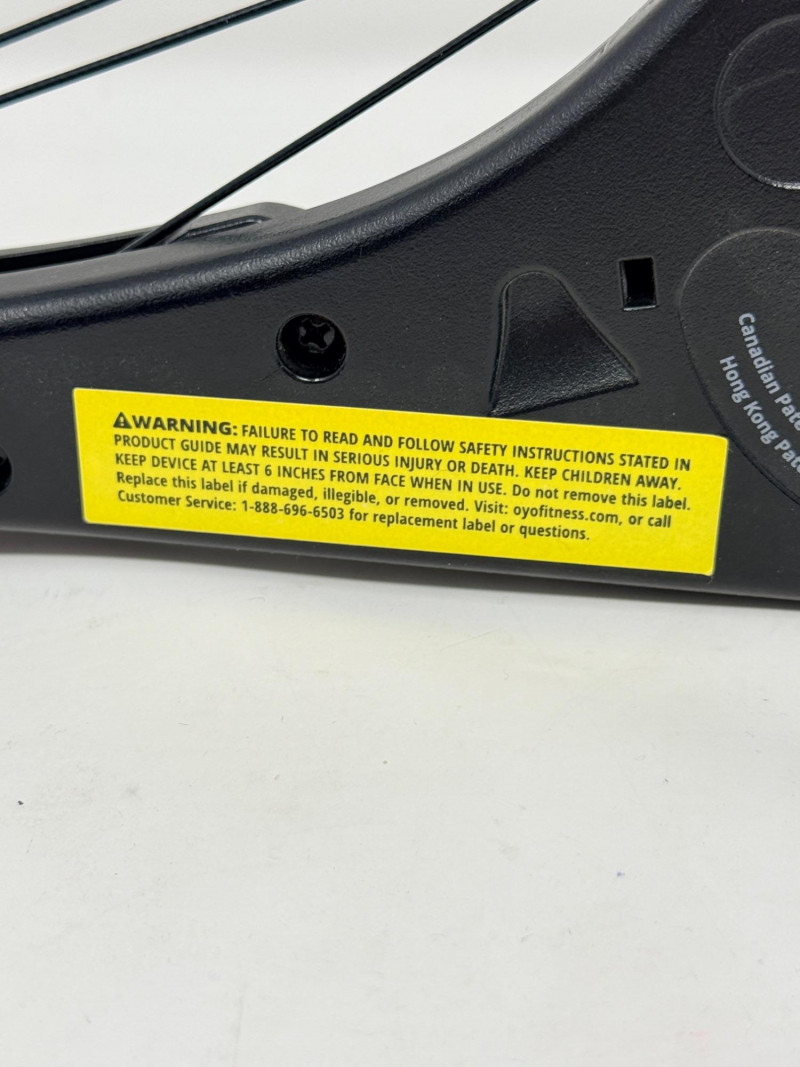 ⚠WARNING: FAILURE TO READ AND FOLLOW SAFETY INSTRUCTIONS STATED IN
PRODUCT GUIDE MAY RESULT IN SERIOUS INJURY OR DEATH. KEEP CHILDREN AWAY.
KEEP DEVICE AT LEAST 6 INCHES FROM FACE WHEN IN USE. Do not remove this label.
Replace this label if damaged, illegible, or removed. Visit: oyofitness.com, or call
Customer Service: 1-888-696-6503 for replacement label or questions.
Canadian
Hong Kong